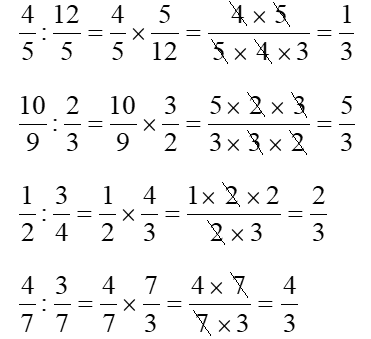 4/5 : 12/5 = 4/5 × 5/12 = (4 × 5)/(5 × 4 × 3) = 1/3
10/9 : 2/3 = 10/9 × 3/2 = (5 × 2 × 3)/(3 × 3 × 2) = 5/3
1/2 : 3/4 = 1/2 × 4/3 = (1 × 2 × 2)/(2 × 3) = 2/3
4/7 : 3/7 = 4/7 × 7/3 = (4 × 7)/(7 × 3) = 4/3